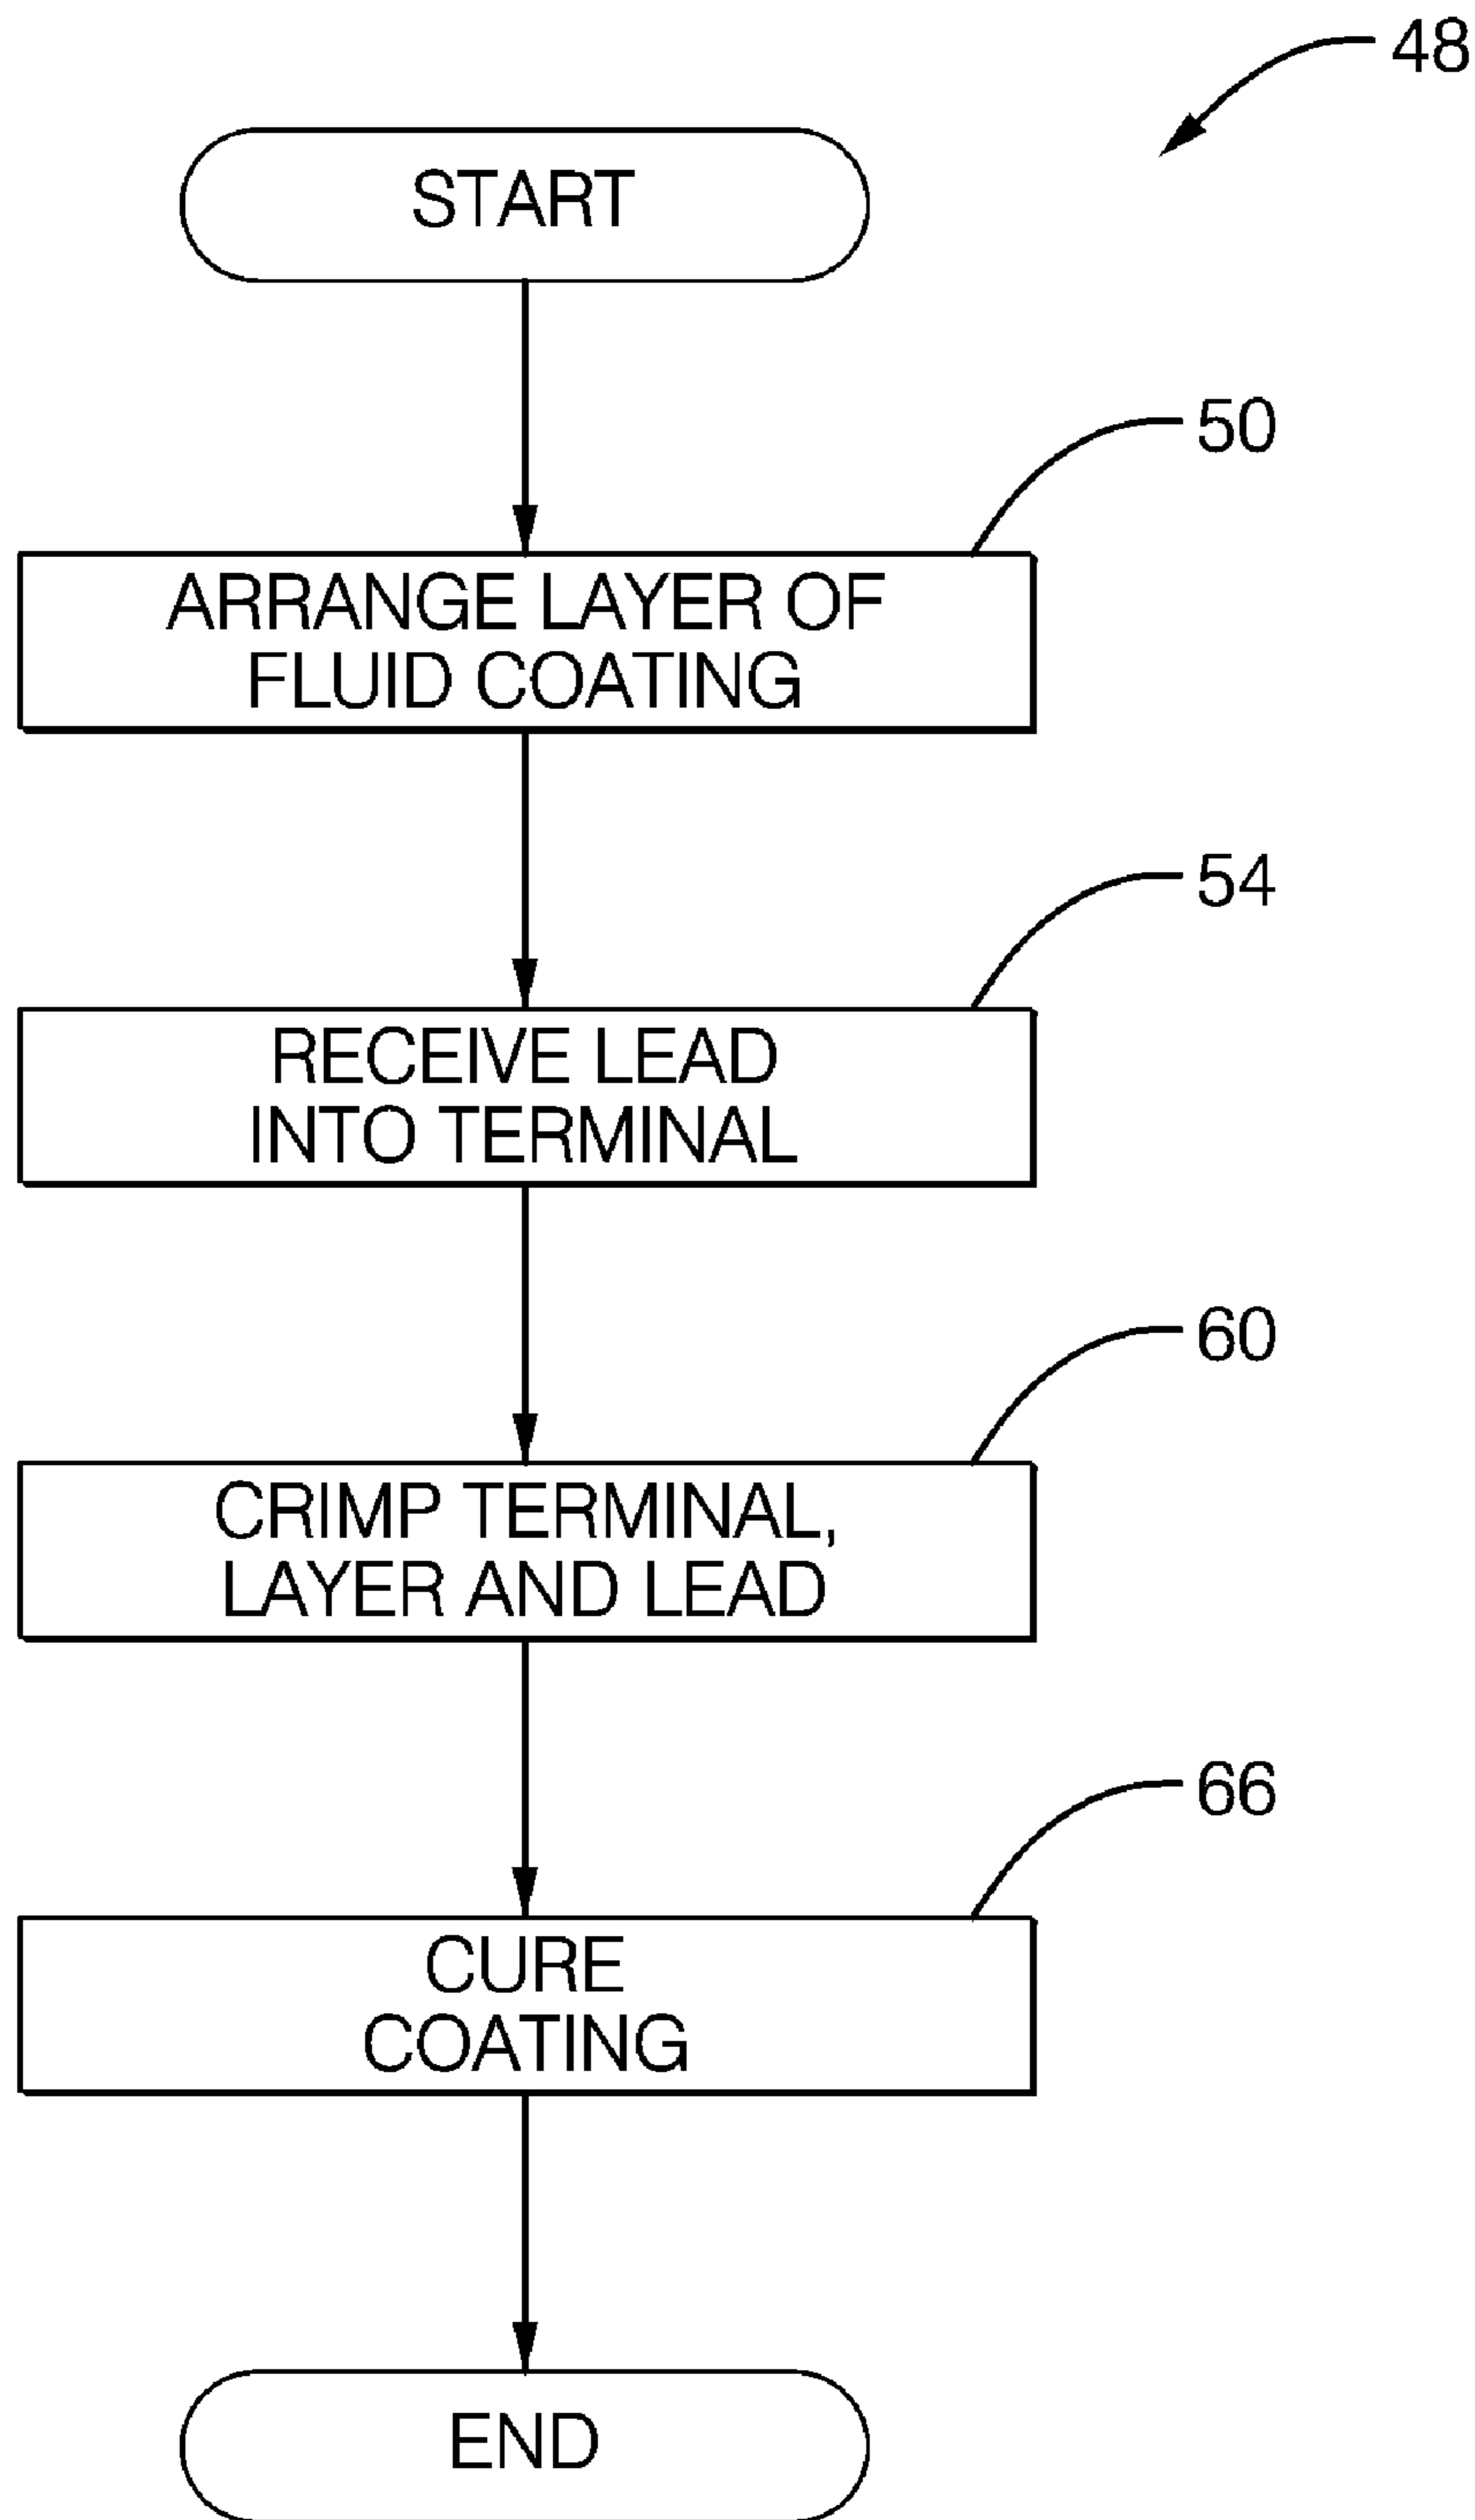 48
START
50
ARRANGE LAYER OF
FLUID COATING
54
RECEIVE LEAD
INTO TERMINAL
60
CRIMP TERMINAL,
LAYER AND LEAD
66
CURE
COATING
END